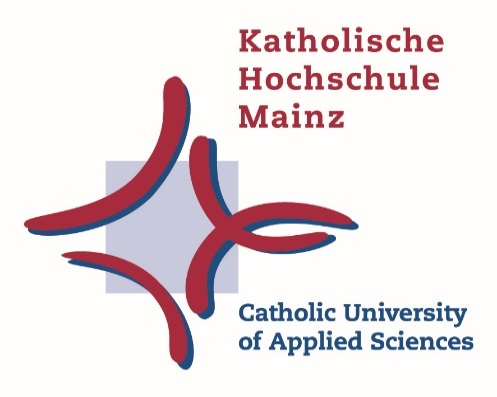 Katholische
Hochschule
Mainz
Catholic University
of Applied Sciences